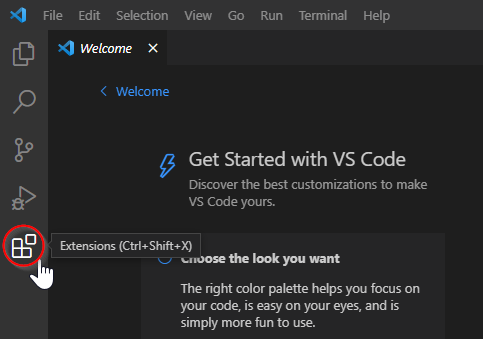 File Edit Selection View Go Run Terminal Help
Welcome
Welcome
Get Started with VS Code
Discover the best customizations to make
VS Code yours.
Extensions (Ctrl+Shift+X)
Choose the look you want
The right color palette helps you focus on
your code, is easy on your eyes, and is
simply more fun to use.